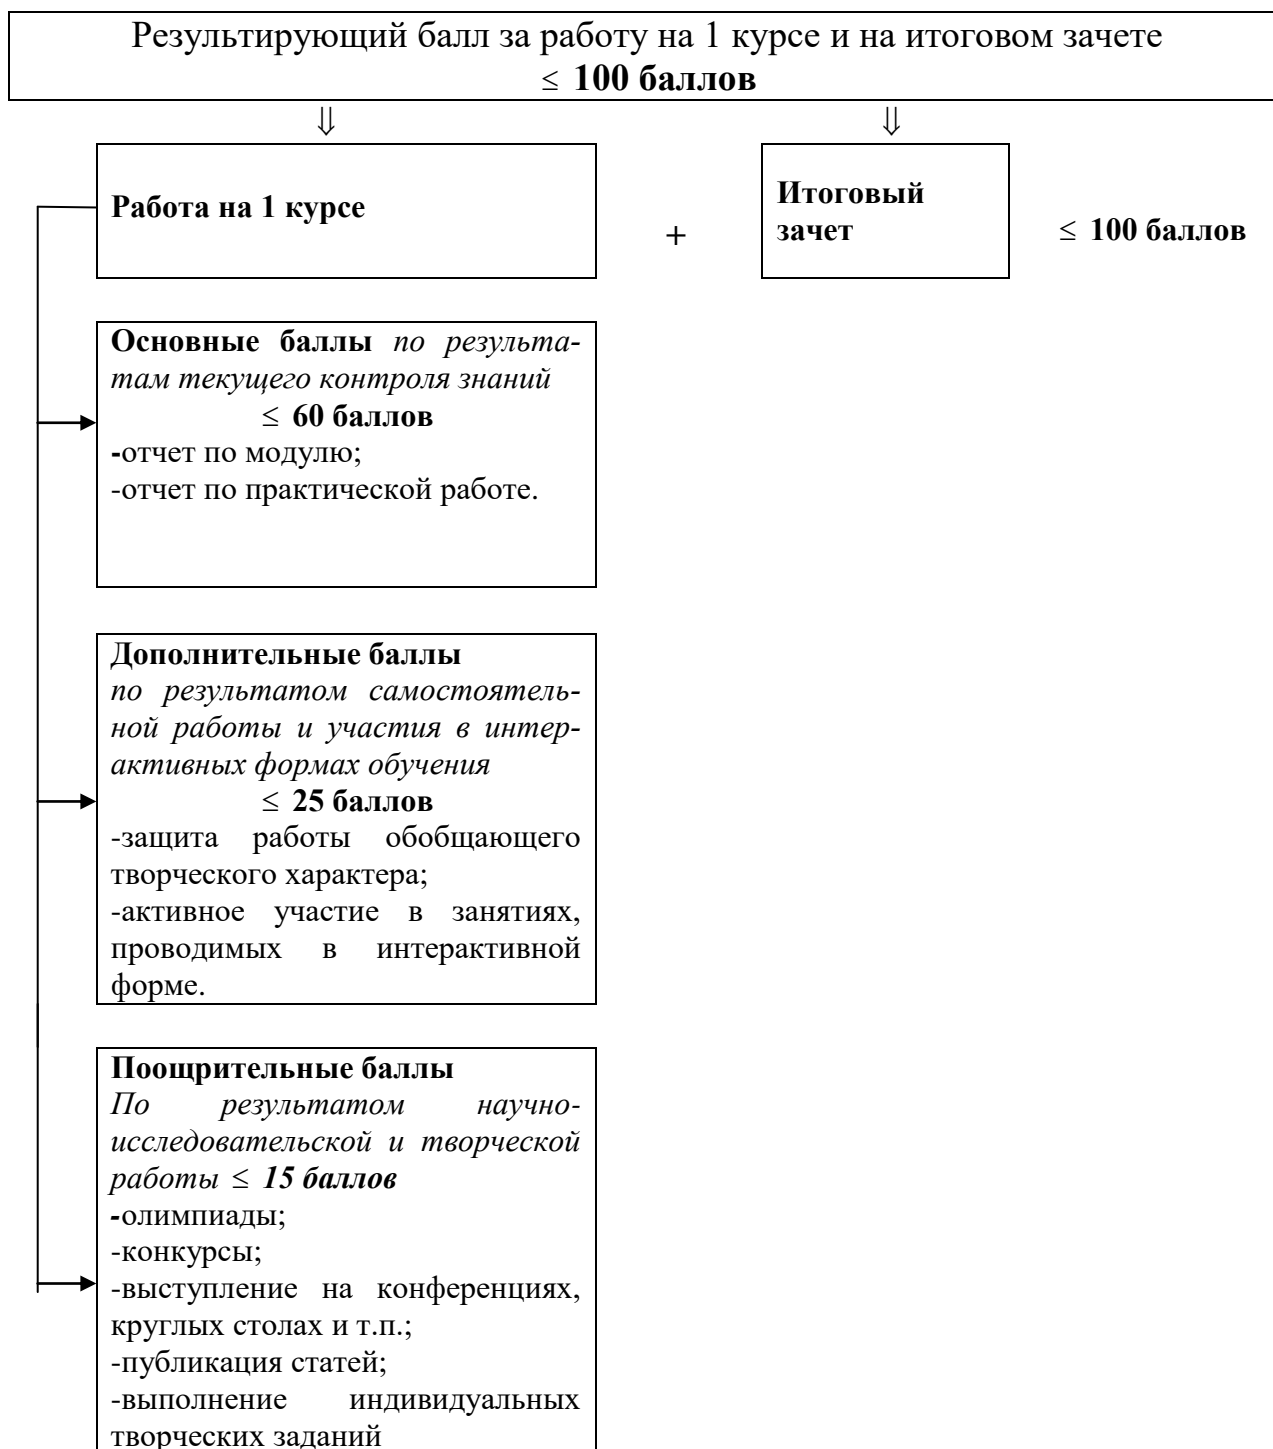 Результирующий балл за работу на 1 курсе и на итоговом зачете
≤ 100 баллов
⇓ ⇓
Работа на 1 курсе
+
Итоговый
зачет
≤ 100 баллов
Основные баллы по результа-
там текущего контроля знаний
≤ 60 баллов
-отчет по модулю;
-отчет по практической работе.
Дополнительные баллы
по результатом самостоятель-
ной работы и участия в интер-
активных формах обучения
≤ 25 баллов
-защита работы обобщающего
творческого характера;
-активное участие в занятиях,
проводимых в интерактивной
форме.
Поощрительные баллы
По результатом научно-
исследовательской и творческой
работы ≤ 15 баллов
-олимпиады;
-конкурсы;
-выступление на конференциях,
круглых столах и т.п.;
-публикация статей;
-выполнение индивидуальных
творческих заданий